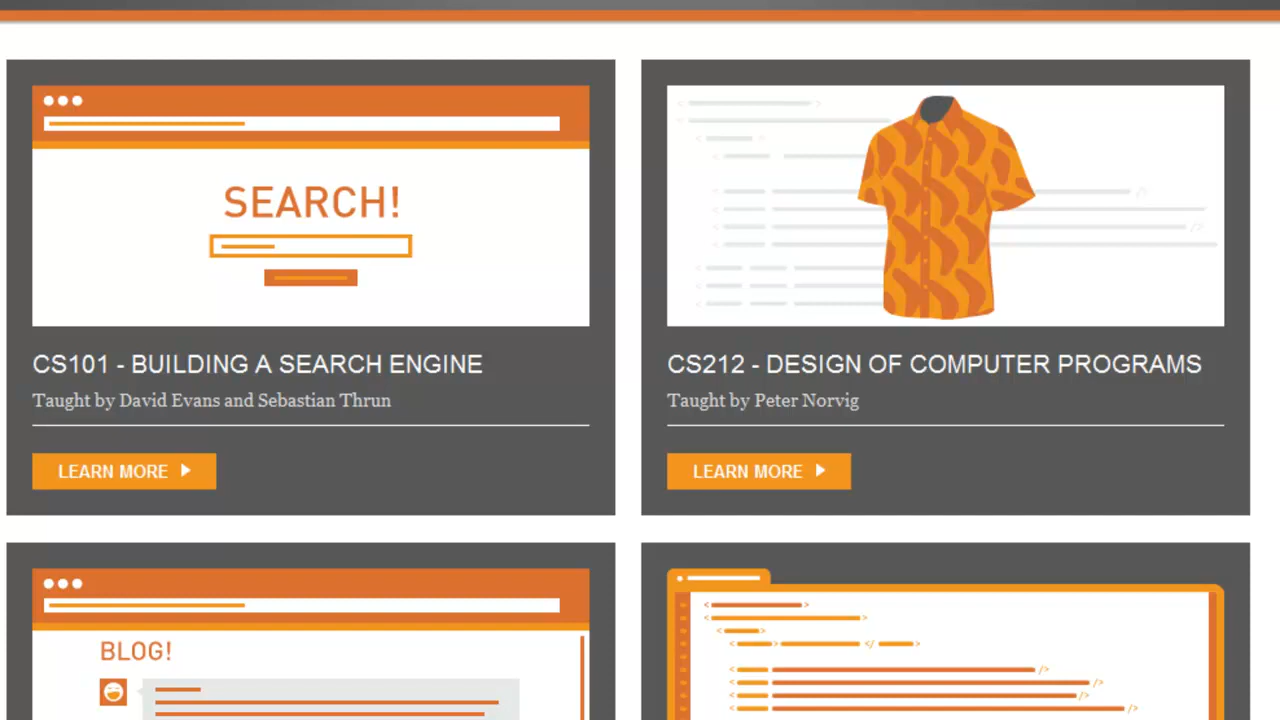 SEARCH!
CS101 - BUILDING A SEARCH ENGINE
Taught by David Evans and Sebastian Thrun
LEARN MORE
CS212 - DESIGN OF COMPUTER PROGRAMS
Taught by Peter Norvig
LEARN MORE
BLOG!